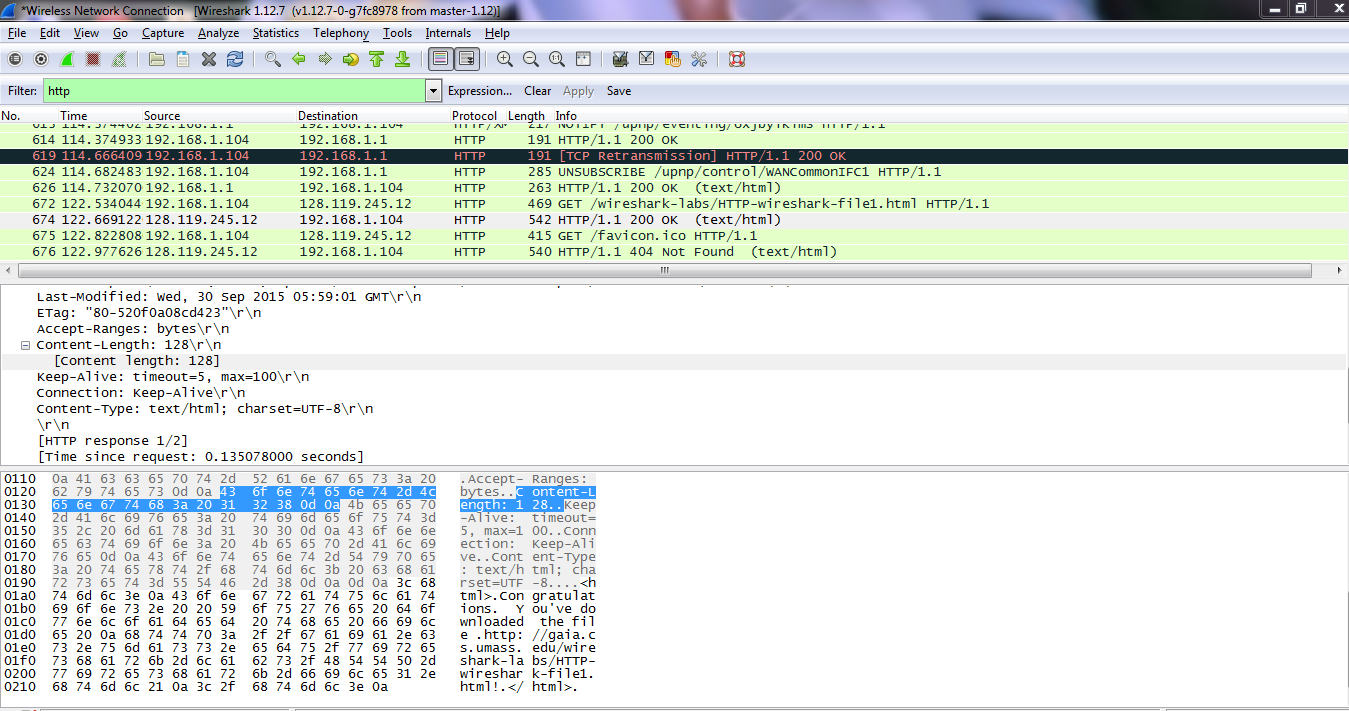 *Wireless Network Connection [Wireshark 1.12.7 (v1.12.7-0-g7fc8978 from master-1.12)]
File Edit View Go Capture Analyze Statistics Telephony Tools Internals Help
Filter: http Expression... Clear Apply Save
No. Time Source Destination Protocol Length Info
614 114.374933 192.168.1.104 192.168.1.1 HTTP 191 HTTP/1.1 200 OK
619 114.666409 192.168.1.104 192.168.1.1 HTTP 191 [TCP Retransmission] HTTP/1.1 200 OK
624 114.682483 192.168.1.104 192.168.1.1 HTTP 285 UNSUBSCRIBE /upnp/control/WANCommonIFC1 HTTP/1.1
626 114.732070 192.168.1.1 192.168.1.104 HTTP 263 HTTP/1.1 200 OK (text/html)
672 122.534044 192.168.1.104 128.119.245.12 HTTP 469 GET /wireshark-labs/HTTP-wireshark-file1.html HTTP/1.1
674 122.669122 128.119.245.12 192.168.1.104 HTTP 542 HTTP/1.1 200 OK (text/html)
675 122.822808 192.168.1.104 128.119.245.12 HTTP 415 GET /favicon.ico HTTP/1.1
676 122.977626 128.119.245.12 192.168.1.104 HTTP 540 HTTP/1.1 404 Not Found (text/html)
Last-Modified: Wed, 30 Sep 2015 05:59:01 GMT\r\n
ETag: "80-520f0a08cd423"\r\n
Accept-Ranges: bytes\r\n
Content-Length: 128\r\n
[Content length: 128]
Keep-Alive: timeout=5, max=100\r\n
Connection: Keep-Alive\r\n
Content-Type: text/html; charset=UTF-8\r\n
\r\n
[HTTP response 1/2]
[Time since request: 0.135078000 seconds]
0110 0a 41 63 63 65 70 74 2d 52 61 6e 67 65 73 3a 20 .Accept- Ranges:
0120 62 79 74 65 73 0d 0a 43 6f 6e 74 65 6e 74 2d 4c bytes..C ontent-L
0130 65 6e 67 74 68 3a 20 31 32 38 0d 0a 4b 65 65 70 ength: 1 28..Keep
0140 2d 41 6c 69 76 65 3a 20 74 69 6d 65 6f 75 74 3d -Alive: timeout=
0150 35 2c 20 6d 61 78 3d 31 30 30 0d 0a 43 6f 6e 6e 5, max=1 00..Conn
0160 65 63 74 69 6f 6e 3a 20 4b 65 65 70 2d 41 6c 69 ection: Keep-Ali
0170 76 65 0d 0a 43 6f 6e 74 65 6e 74 2d 54 79 70 65 ve..Cont ent-Type
0180 3a 20 74 65 78 74 2f 68 74 6d 6c 3b 20 63 68 61 : text/h tml; cha
0190 72 73 65 74 3d 55 54 46 2d 38 0d 0a 0d 0a 3c 68 rset=UTF -8....<h
01a0 74 6d 6c 3e 0a 43 6f 6e 67 72 61 74 75 6c 61 74 tml>.Con gratulat
01b0 69 6f 6e 73 2e 20 20 59 6f 75 27 76 65 20 64 6f ions. Y ou've do
01c0 77 6e 6c 6f 61 64 65 64 20 74 68 65 20 66 69 6c wnloaded the fil
01d0 65 20 0a 68 74 74 70 3a 2f 2f 67 61 69 61 2e 63 e .http: //gaia.c
01e0 73 2e 75 6d 61 73 73 2e 65 64 75 2f 77 69 72 65 s.umass. edu/wire
01f0 73 68 61 72 6b 2d 6c 61 62 73 2f 48 54 54 50 2d shark-la bs/HTTP-
0200 77 69 72 65 73 68 61 72 6b 2d 66 69 6c 65 31 2e wireshar k-file1.
0210 68 74 6d 6c 21 0a 3c 2f 68 74 6d 6c 3e 0a html!.</ html>.